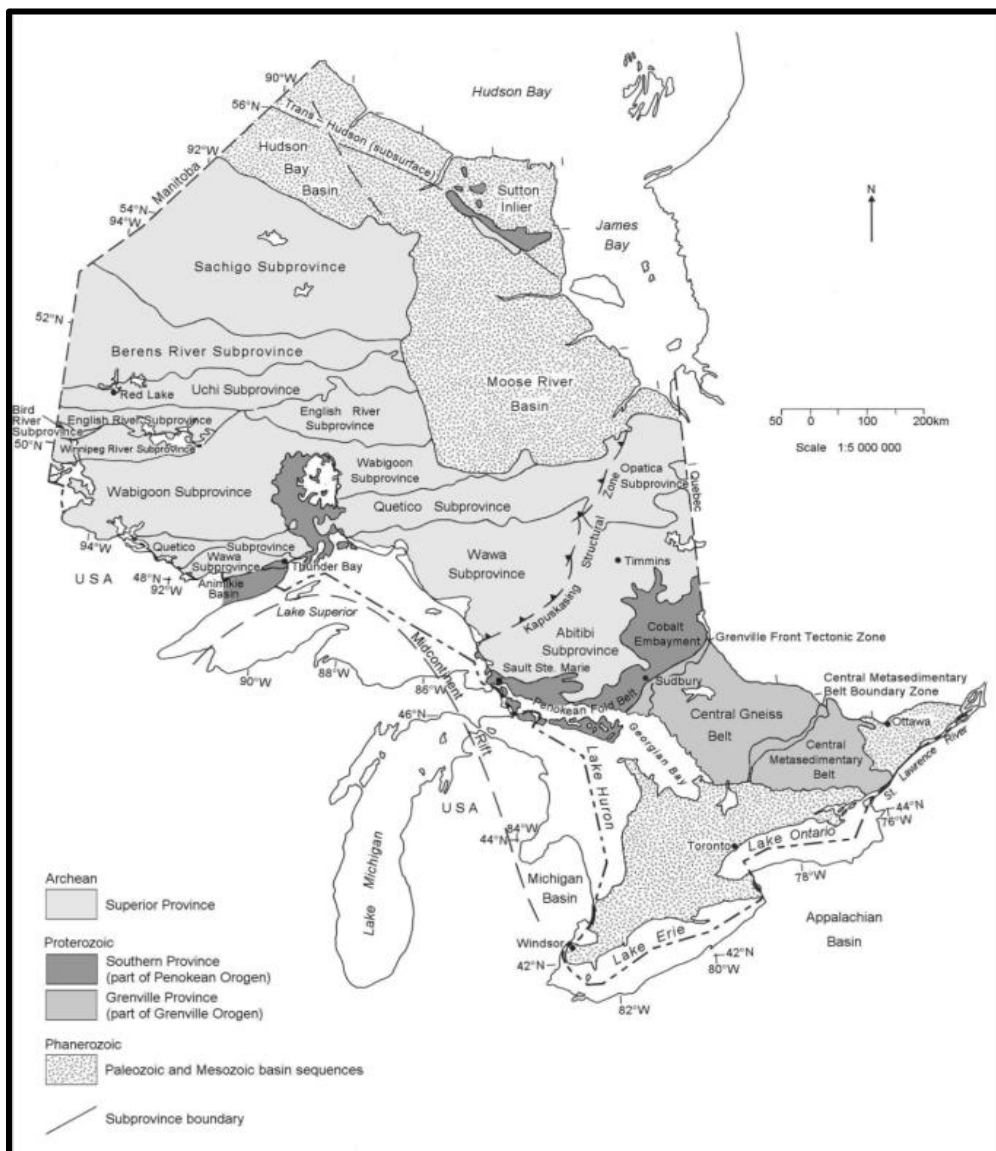 Hudson Bay
90°W
56°N
Trans - Hudson (subsurface)
92°W
Hudson
Bay
Basin
Manitoba
Sutton
Inlier
N
54°N
94°W
James
Bay
Sachigo Subprovince
52°N
Berens River Subprovince
Moose River
Basin
Uchi Subprovince
Red Lake
Bird
River
Subprovince
English River Subprovince
English River
Subprovince
50°N
Winnipeg River Subprovince
50 0 100 200km
Scale 1:5 000 000
Wabigoon
Subprovince
Wabigoon Subprovince
Opatica
Subprovince
Zone
Quebec
Quetico Subprovince
94°W
Quetico Subprovince
Wawa
Subprovince
Structural
Timmins
Wawa
Subprovince
Thunder Bay
USA
48°N
92°W
Animikie
Basin
Kapuskasing
Lake Superior
Abitibi
Subprovince
Cobalt
Embayment
Grenville Front Tectonic Zone
Midcontinent
Rift
90°W
88°W
86°W
Sault Ste. Marie
Sudbury
Penokean Fold Belt
Central Metasedimentary
Belt Boundary Zone
46°N
Central Gneiss
Belt
Ottawa
Georgian Bay
Central
Metasedimentary
Belt
St. Lawrence River
Lake Huron
USA
44°N
76°W
84°W
44°N
Toronto
Lake Ontario
78°W
Lake Michigan
Michigan
Basin
Appalachian
Basin
Windsor
Lake Erie
42°N
42°N
80°W
82°W
Archean
Superior Province
Proterozoic
Southern Province
(part of Penokean Orogen)
Grenville Province
(part of Grenville Orogen)
Phanerozoic
Paleozoic and Mesozoic basin sequences
Subprovince boundary